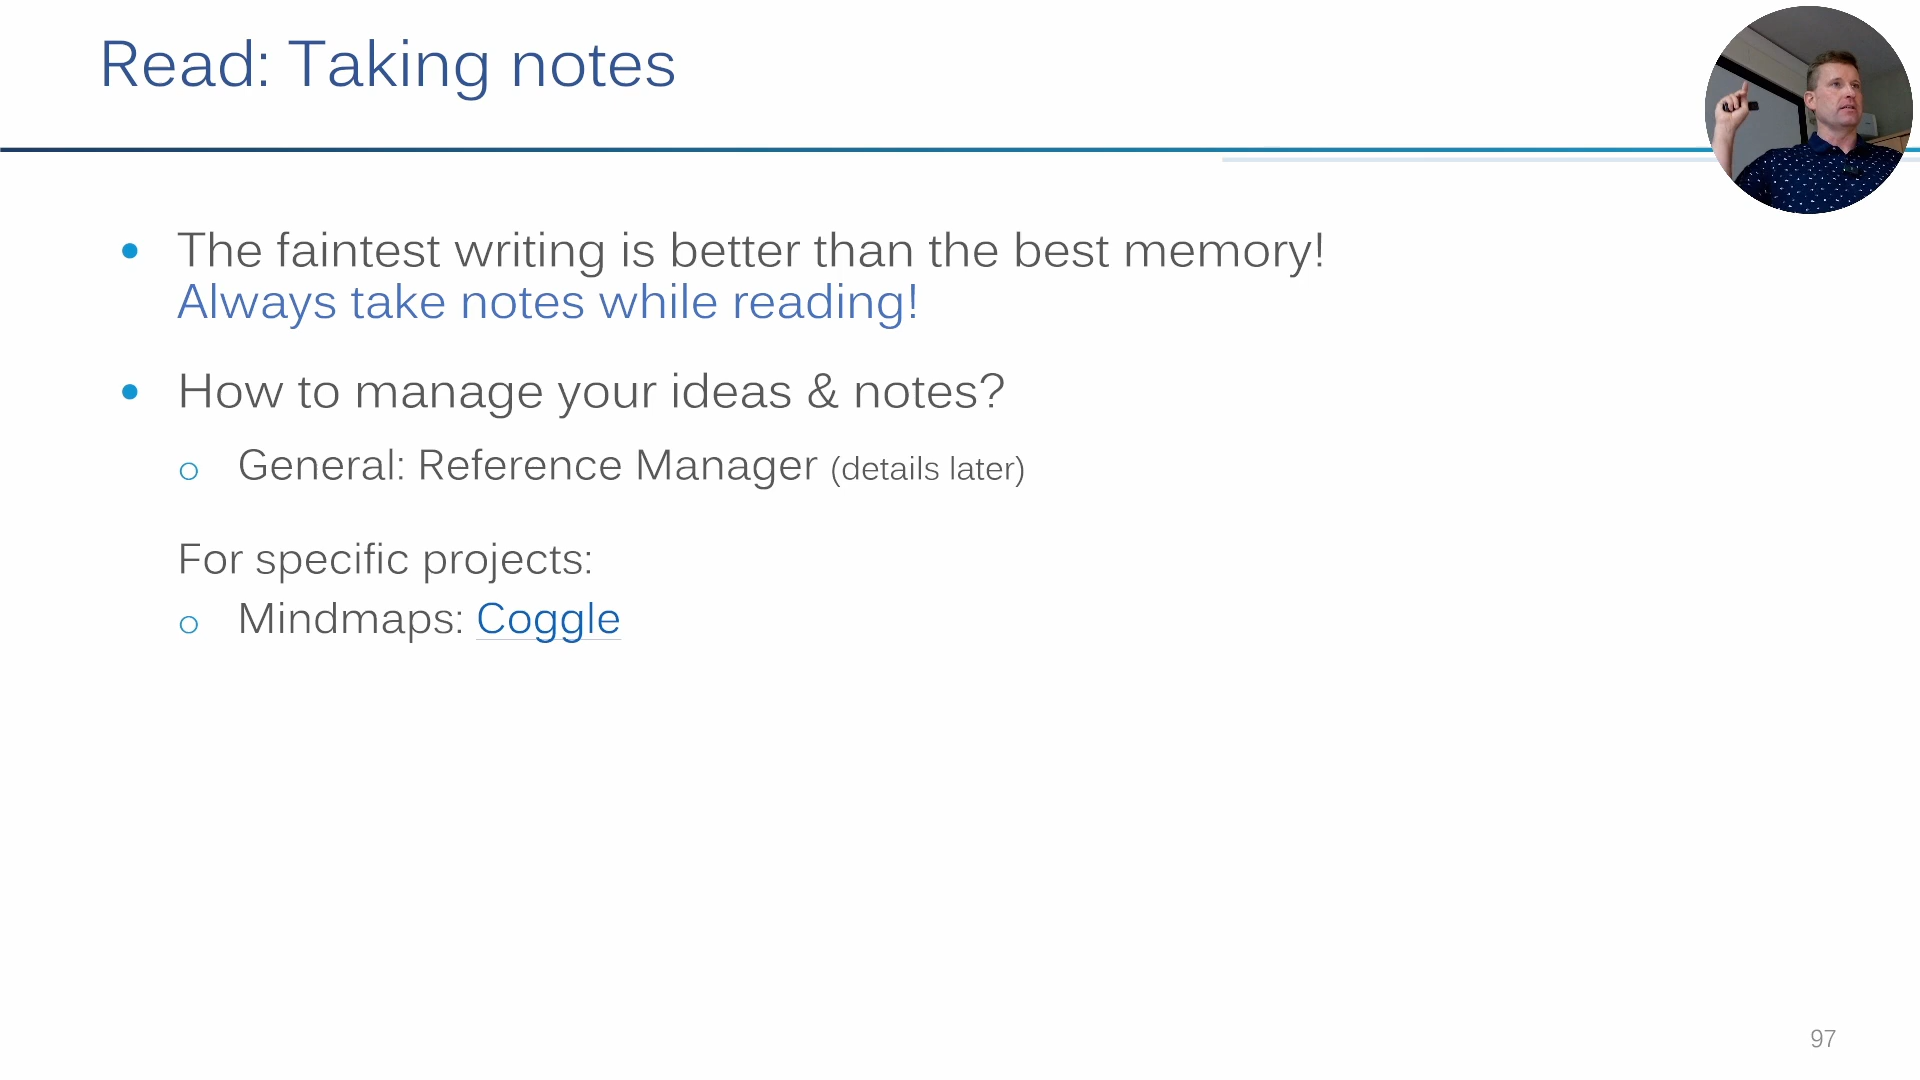 Read: Taking notes
The faintest writing is better than the best memory!
Always take notes while reading!
How to manage your ideas & notes?
General: Reference Manager (details later)
For specific projects:
Mindmaps: Coggle
97